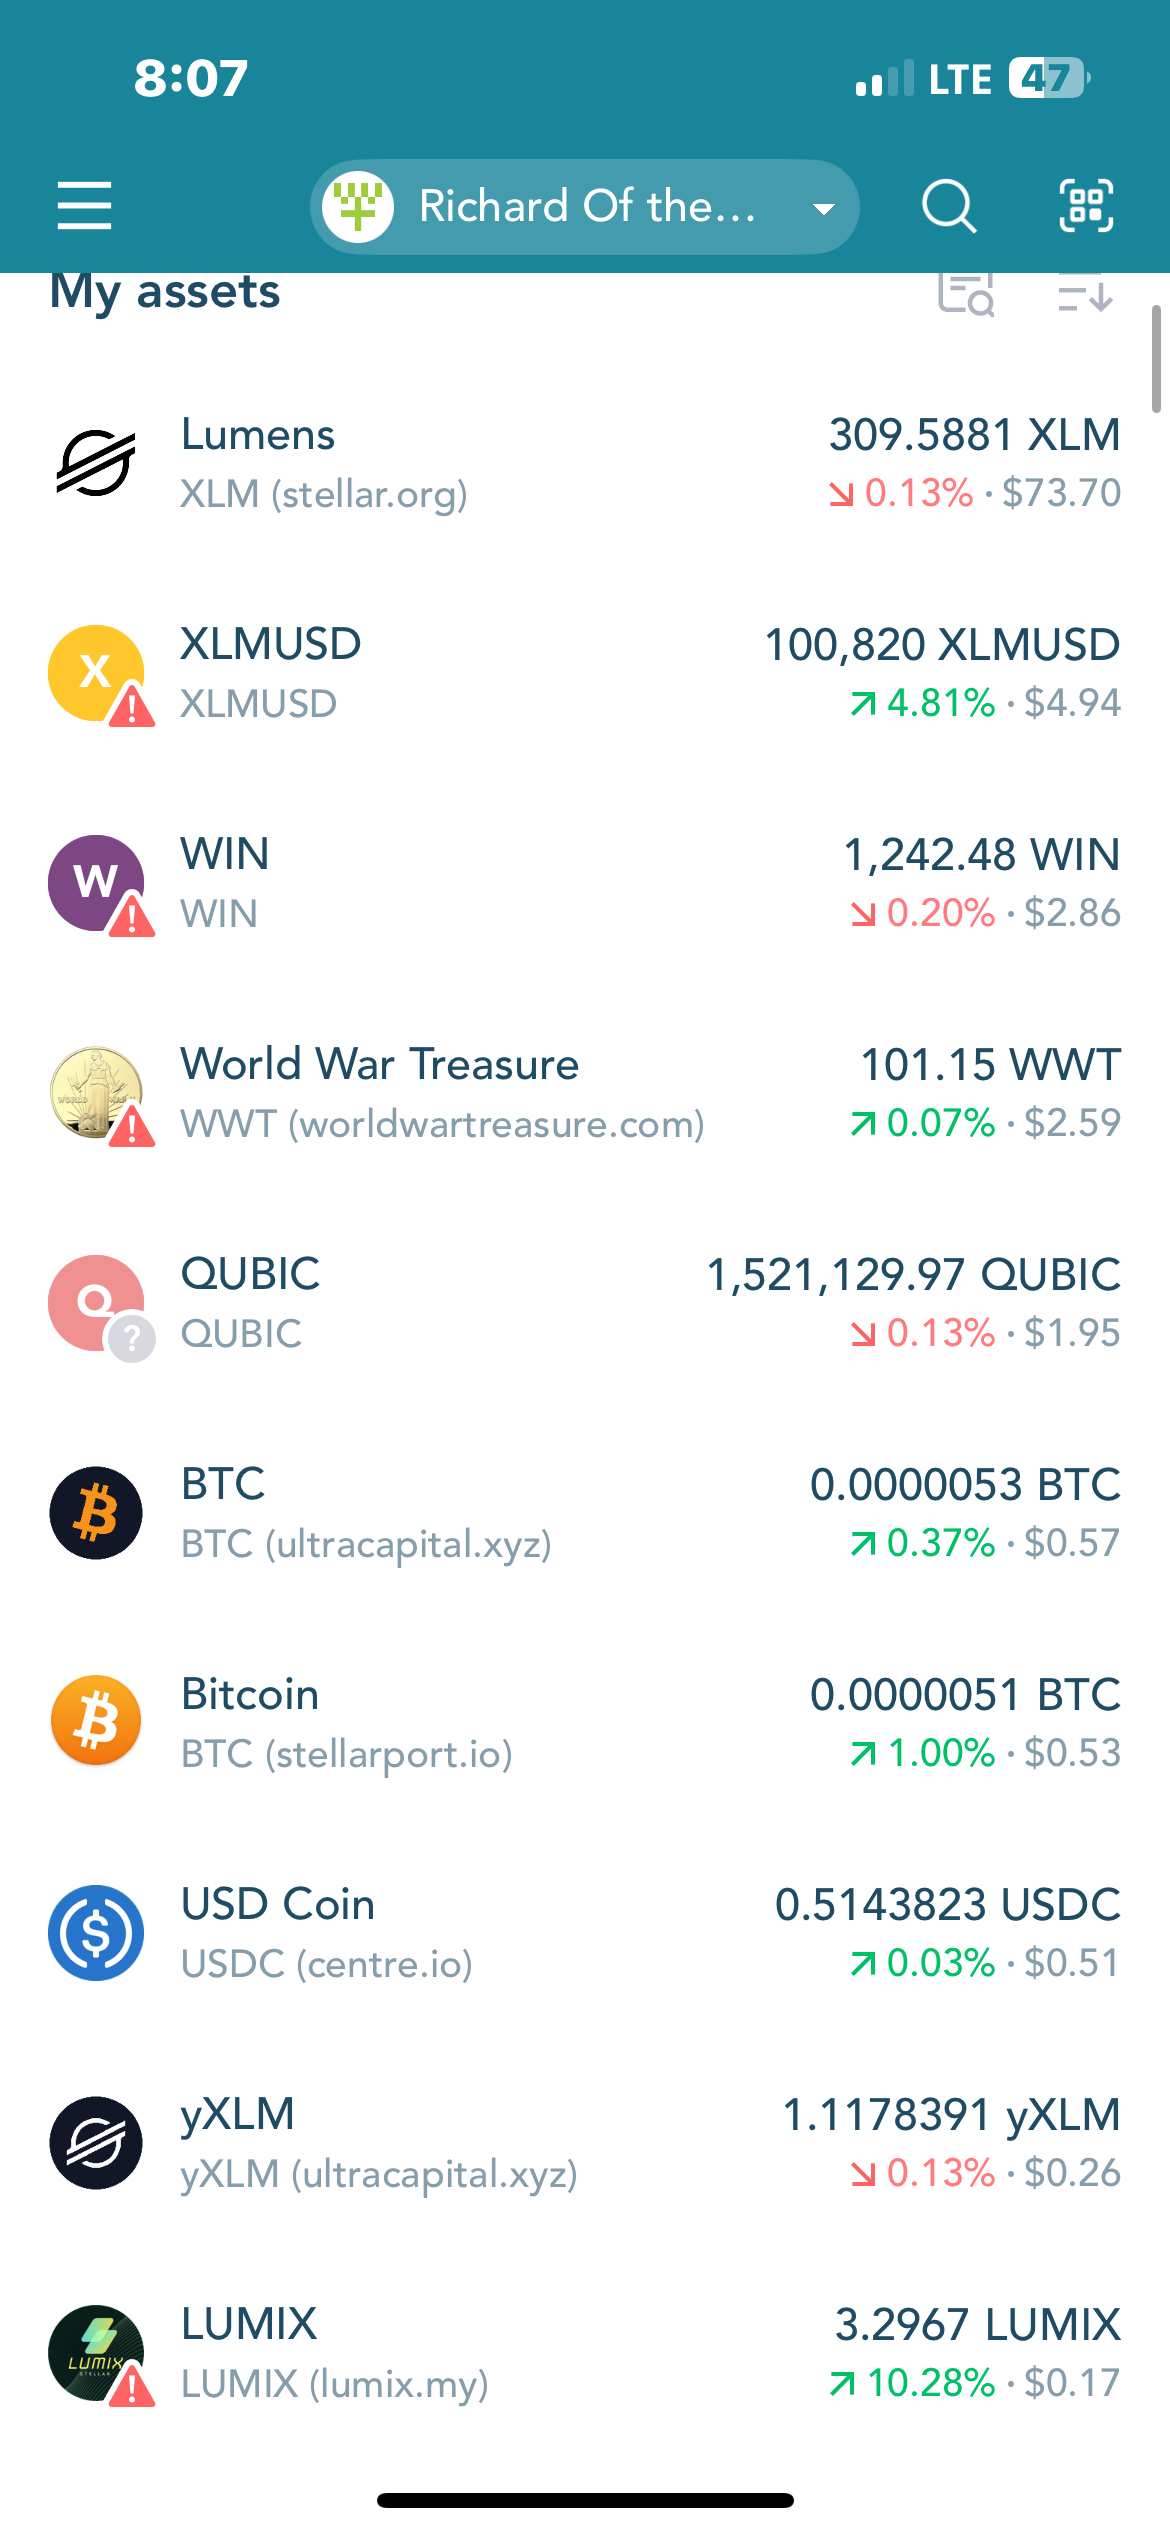 8:07
LTE 47
Richard Of the...
My assets
Lumens
309.5881 XLM
XLM (stellar.org)
0.13% · $73.70
X
XLMUSD
100,820 XLMUSD
XLMUSD
4.81% · $4.94
W
WIN
1,242.48 WIN
WIN
0.20% · $2.86
World War Treasure
101.15 WWT
WWT (worldwartreasure.com)
0.07% · $2.59
Q
?
QUBIC
1,521,129.97 QUBIC
QUBIC
0.13% · $1.95
BTC
0.0000053 BTC
BTC (ultracapital.xyz)
0.37% · $0.57
Bitcoin
0.0000051 BTC
BTC (stellarport.io)
1.00% · $0.53
USD Coin
0.5143823 USDC
USDC (centre.io)
0.03% · $0.51
yXLM
1.1178391 yXLM
yXLM (ultracapital.xyz)
0.13% · $0.26
LUMIX
STELLAR
LUMIX
3.2967 LUMIX
LUMIX (lumix.my)
10.28% · $0.17